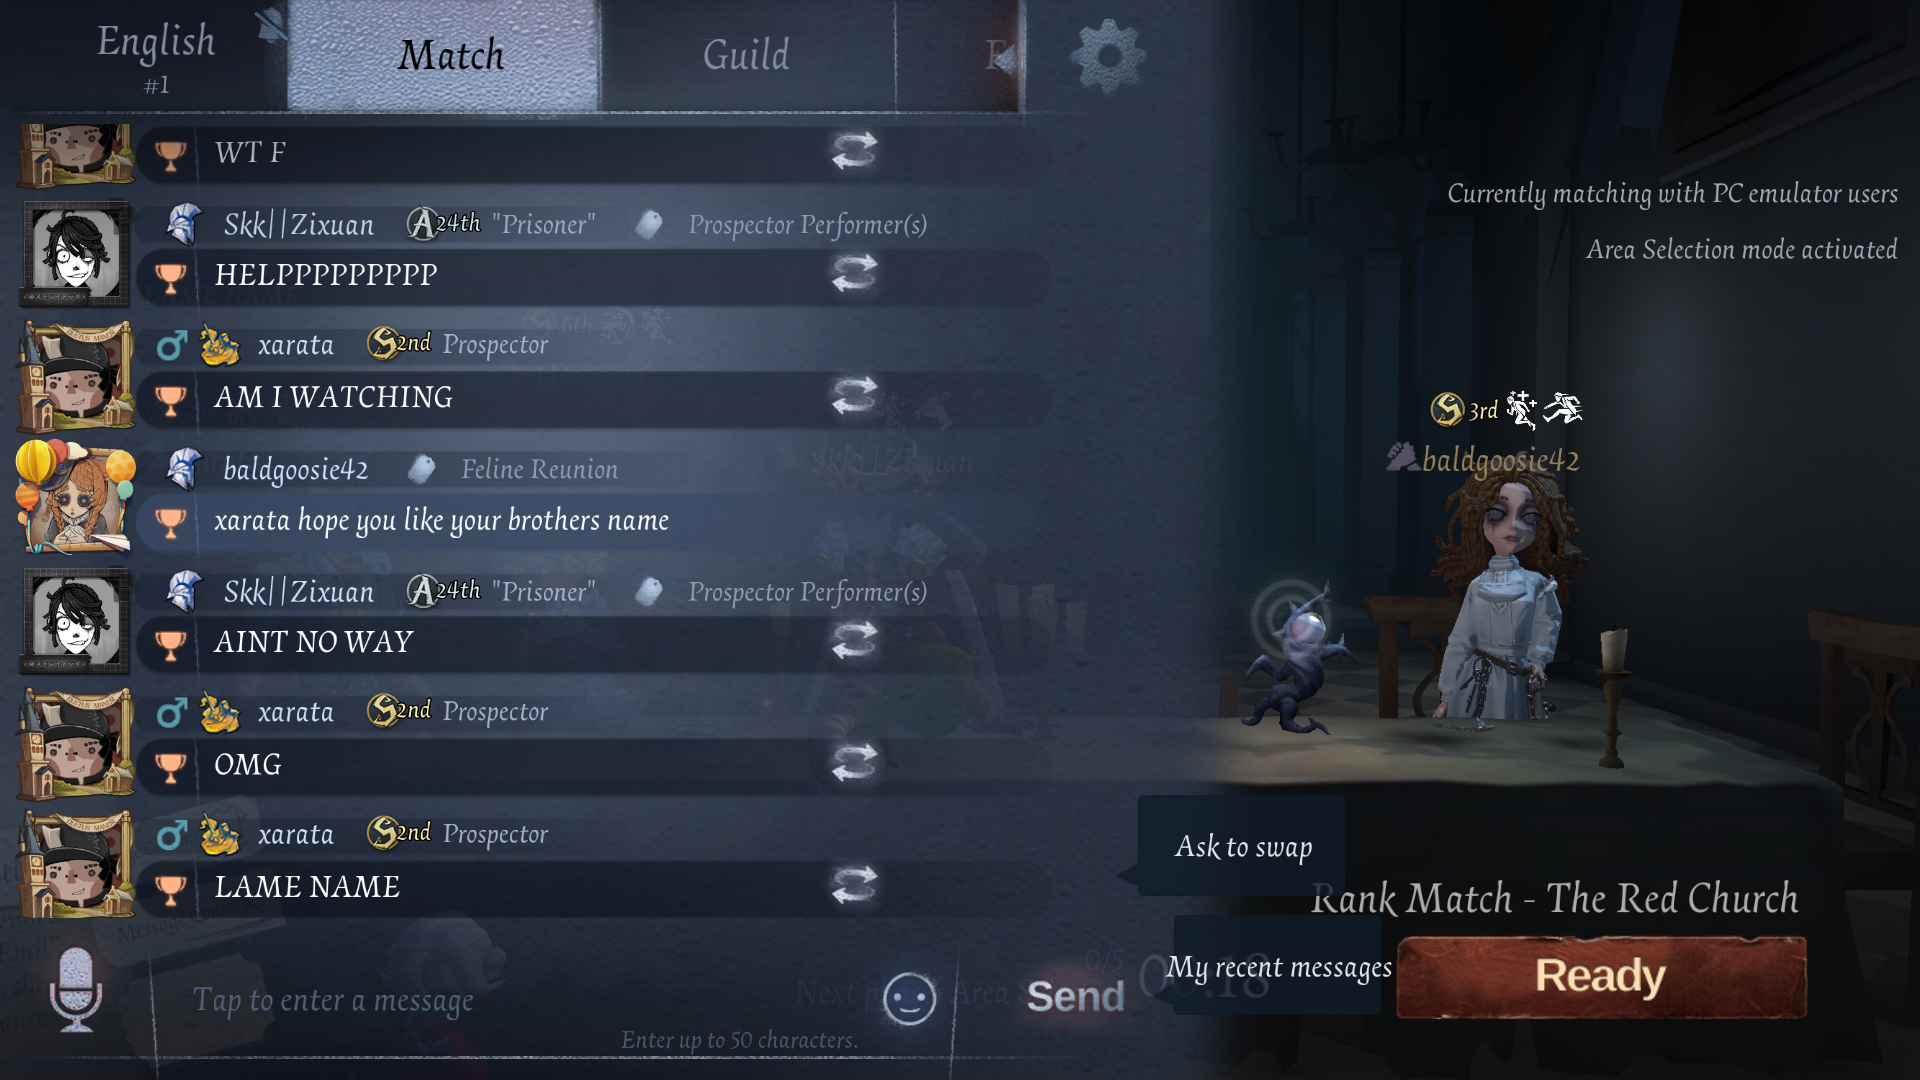 English
#1
Match
Guild
WT F
Skk||Zixuan A 24th "Prisoner" Prospector Performer(s)
HELPPPPPPPPP
xarata S 2nd Prospector
AM I WATCHING
baldgoosie42 Feline Reunion
xarata hope you like your brothers name
Skk||Zixuan A 24th "Prisoner" Prospector Performer(s)
AINT NO WAY
xarata S 2nd Prospector
OMG
xarata S 2nd Prospector
LAME NAME
Tap to enter a message
Enter up to 50 characters.
Send
Currently matching with PC emulator users
Area Selection mode activated
S 3rd
baldgoosie42
Ask to swap
Rank Match - The Red Church
My recent messages
Ready